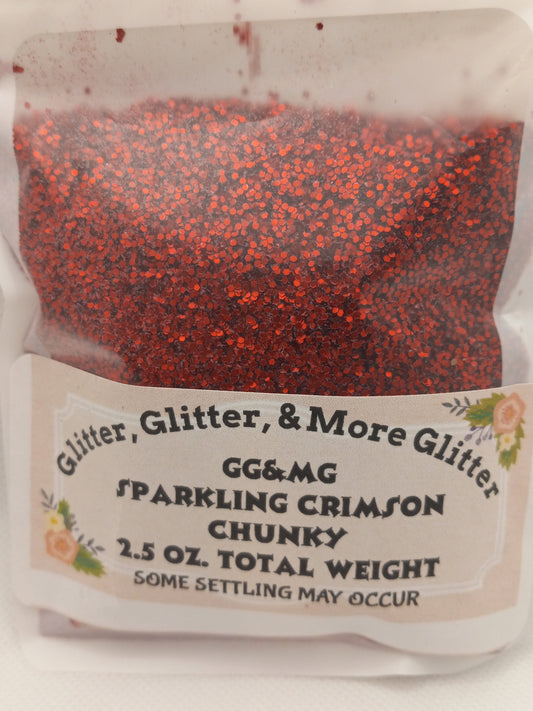 Glitter, Glitter, & More Glitter
GG&MG
SPARKLING CRIMSON
CHUNKY
2.5 OZ. TOTAL WEIGHT
SOME SETTLING MAY OCCUR